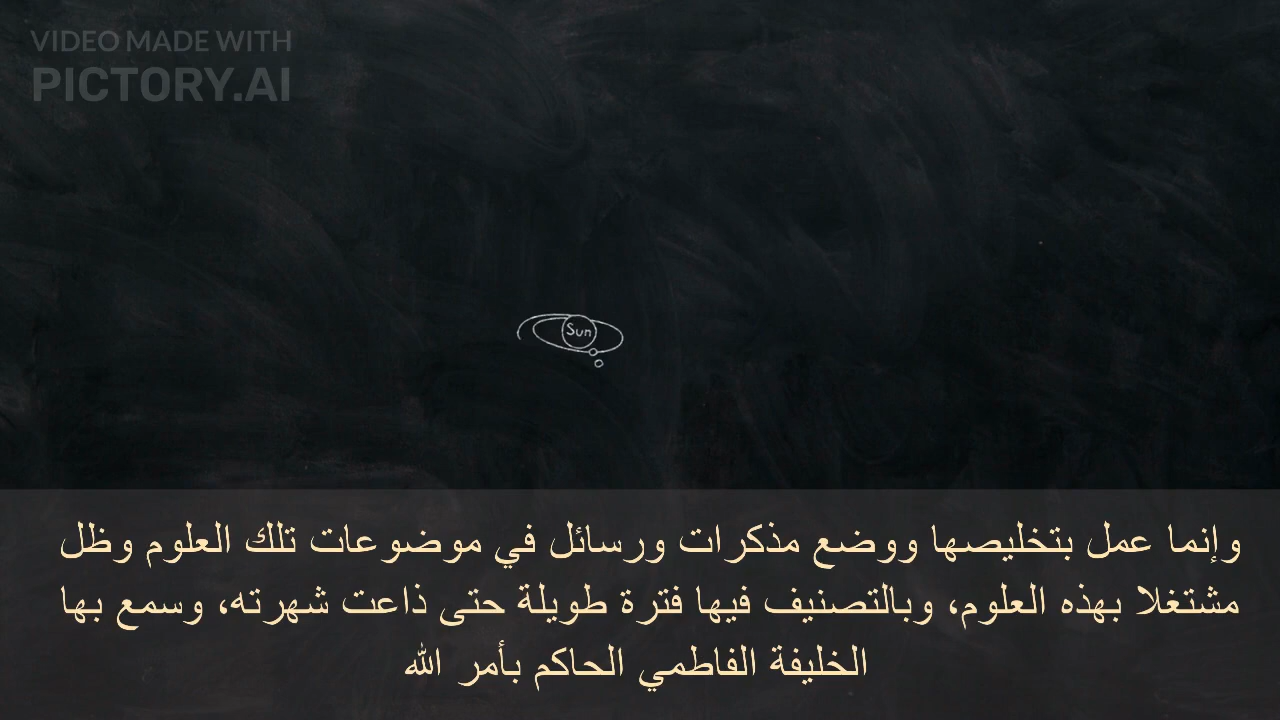 VIDEO MADE WITH
PICTORY.AI
Sun
وإنما عمل بتخليصها ووضع مذكرات ورسائل في موضوعات تلك العلوم وظل
مشتغلا بهذه العلوم، وبالتصنيف فيها فترة طويلة حتى ذاعت شهرته، وسمع بها
الخليفة الفاطمي الحاكم بأمر الله